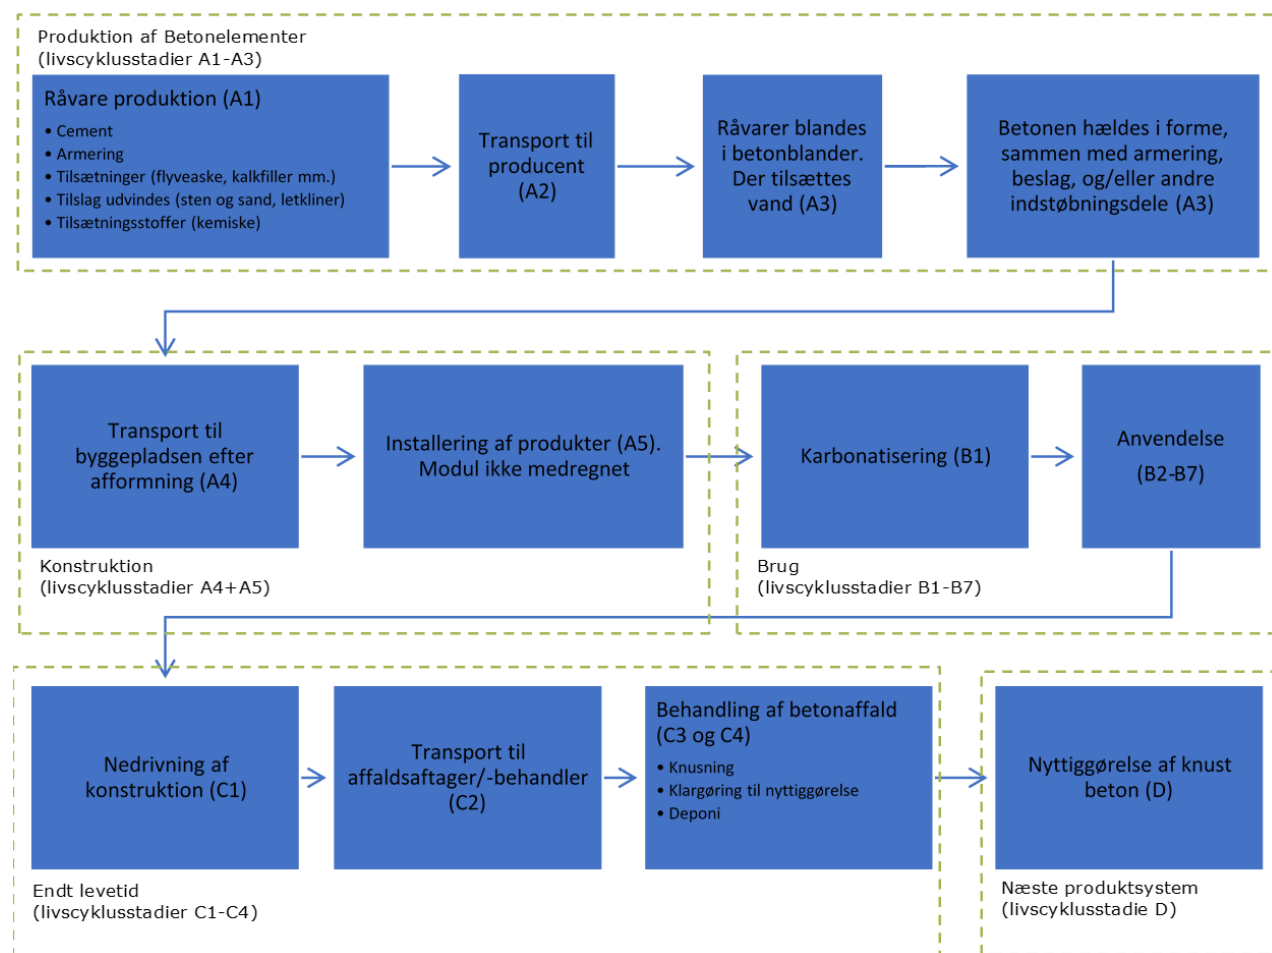 Produktion af Betonelementer
(livscyklusstadier A1-A3)
Råvare produktion (A1)
• Cement
• Armering
• Tilsætninger (flyveaske, kalkfiller mm.)
• Tilslag udvindes (sten og sand, letkliner)
• Tilsætningsstoffer (kemiske)
Transport til
producent
(A2)
Råvarer blandes
i betonblander.
Der tilsættes
vand (A3)
Betonen hældes i forme,
sammen med armering,
beslag, og/eller andre
indstøbningsdele (A3)
Transport til
byggepladsen efter
afformning (A4)
Installering af produkter (A5).
Modul ikke medregnet
Konstruktion
(livscyklusstadier A4+A5)
Karbonatisering (B1)
Anvendelse
(B2-B7)
Brug
(livscyklusstadier B1-B7)
Nedrivning af
konstruktion (C1)
Transport til
affaldsaftager/-behandler
(C2)
Behandling af betonaffald
(C3 og C4)
• Knusning
• Klargøring til nyttiggørelse
• Deponi
Endt levetid
(livscyklusstadier C1-C4)
Nyttiggørelse af knust
beton (D)
Næste produktsystem
(livscyklusstadie D)